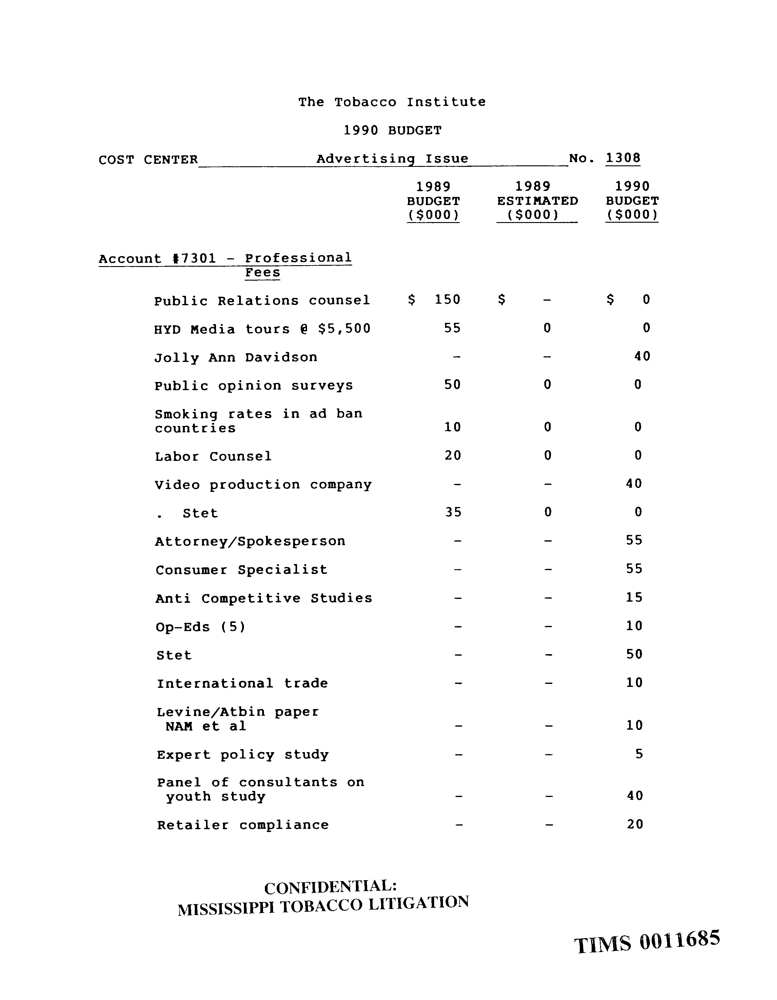 The Tobacco Institute
1990 BUDGET
COST CENTER Advertising Issue No. 1308
1989 1989 1990
BUDGET ESTIMATED BUDGET
($000) ($000) ($000)
Account #7301 - Professional
Fees
Public Relations counsel $ 150 $ - $ 0
HYD Media tours @ $5,500 55 0 0
Jolly Ann Davidson - - 40
Public opinion surveys 50 0 0
Smoking rates in ad ban
countries 10 0 0
Labor Counsel 20 0 0
Video production company - - 40
. Stet 35 0 0
Attorney/Spokesperson - - 55
Consumer Specialist - - 55
Anti Competitive Studies - - 15
Op-Eds (5) - - 10
Stet - - 50
International trade - - 10
Levine/Atbin paper
NAM et al - - 10
Expert policy study - - 5
Panel of consultants on
youth study - - 40
Retailer compliance - - 20
CONFIDENTIAL:
MISSISSIPPI TOBACCO LITIGATION
TIMS 0011685